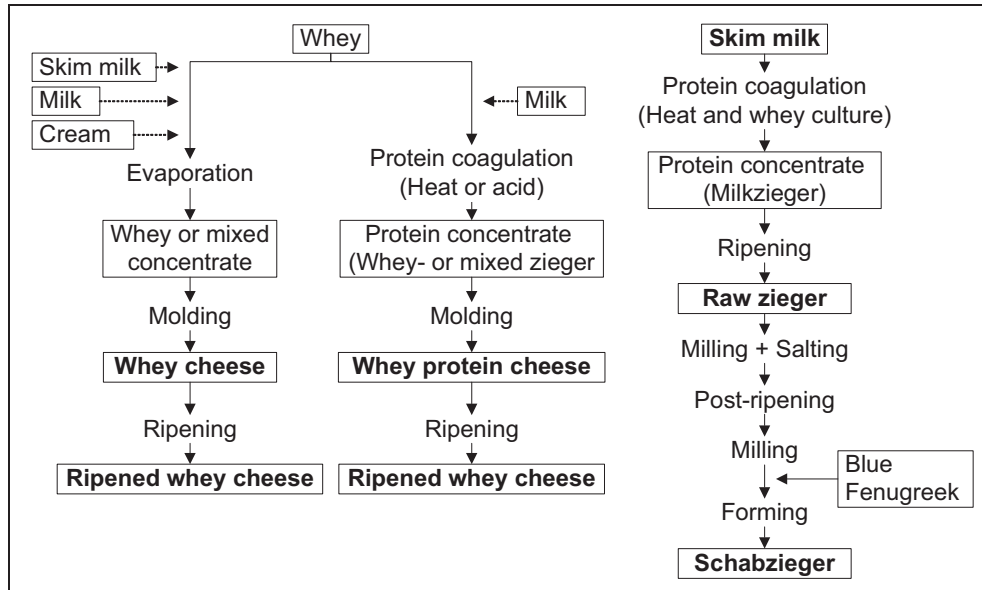 Whey
Skim milk
Milk
Cream
Evaporation
Whey or mixed
concentrate
Molding
Whey cheese
Ripening
Ripened whey cheese
Milk
Protein coagulation
(Heat or acid)
Protein concentrate
(Whey- or mixed zieger
Molding
Whey protein cheese
Ripening
Ripened whey cheese
Skim milk
Protein coagulation
(Heat and whey culture)
Protein concentrate
(Milkzieger)
Ripening
Raw zieger
Milling + Salting
Post-ripening
Milling
Blue
Fenugreek
Forming
Schabzieger